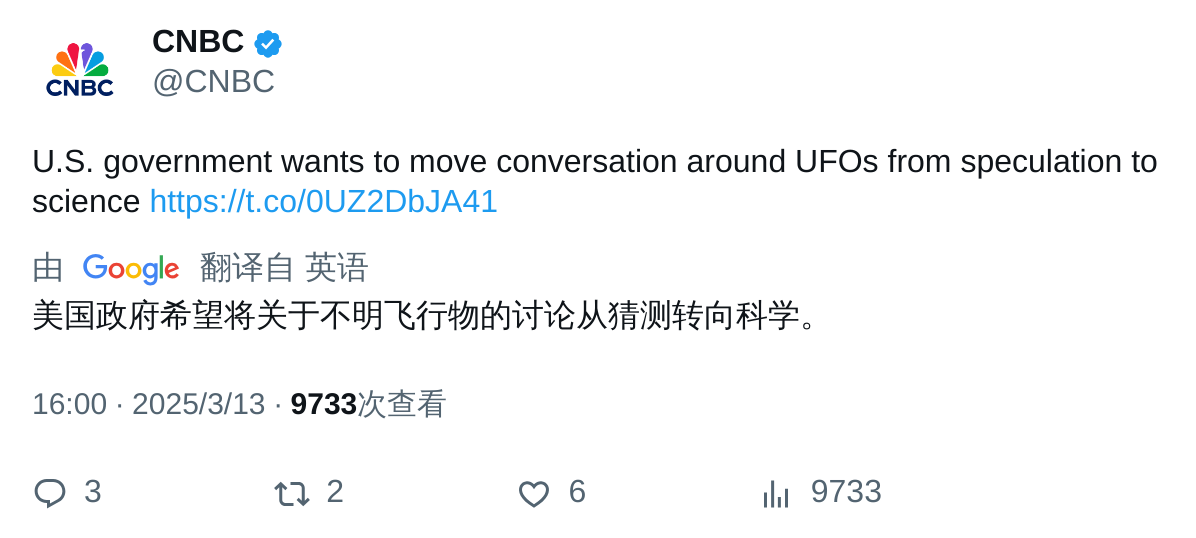 CNBC
CNBC
@CNBC
U.S. government wants to move conversation around UFOs from speculation to
science https://t.co/0UZ2DbJA41
由 Google 翻译自 英语
美国政府希望将关于不明飞行物的讨论从猜测转向科学。
16:00 · 2025/3/13 · 9733次查看
3 2 6 9733